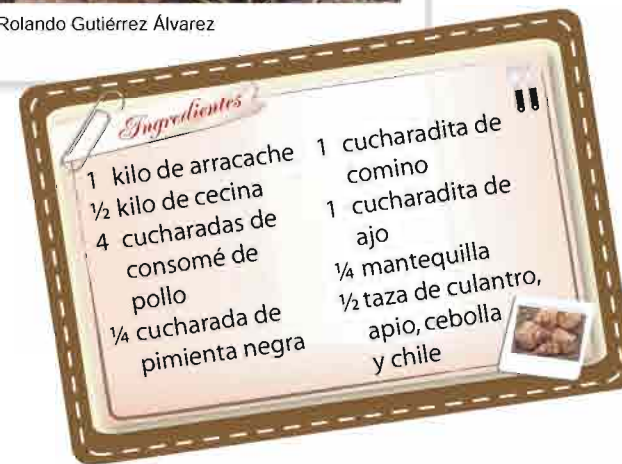 Rolando Gutiérrez Álvarez
Ingredientes
1 kilo de arracache
½ kilo de cecina
4 cucharadas de
consomé de
pollo
¼ cucharada de
pimienta negra
1 cucharadita de
comino
1 cucharadita de
ajo
¼ mantequilla
½ taza de culantro,
apio, cebolla
y chile